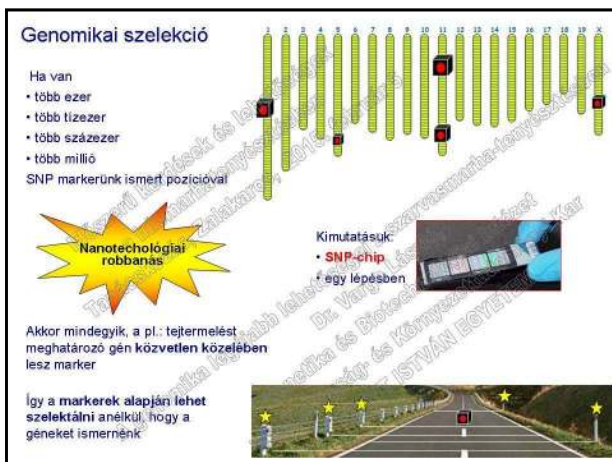 Genomikai szelekció
1 2 3 4 5 6 7 8 9 10 11 12 13 14 15 16 17 18 19 X
Ha van
• több ezer
• több tízezer
• több százezer
• több millió
SNP markerünk ismert pozícióval
Nanotechológiai
robbanás
Kimutatásuk:
• SNP-chip
• egy lépésben
Akkor mindegyik, a pl.: tejtermelést
meghatározó gén közvetlen közelében
lesz marker
Így a markerek alapján lehet
szelektálni anélkül, hogy a
géneket ismernénk